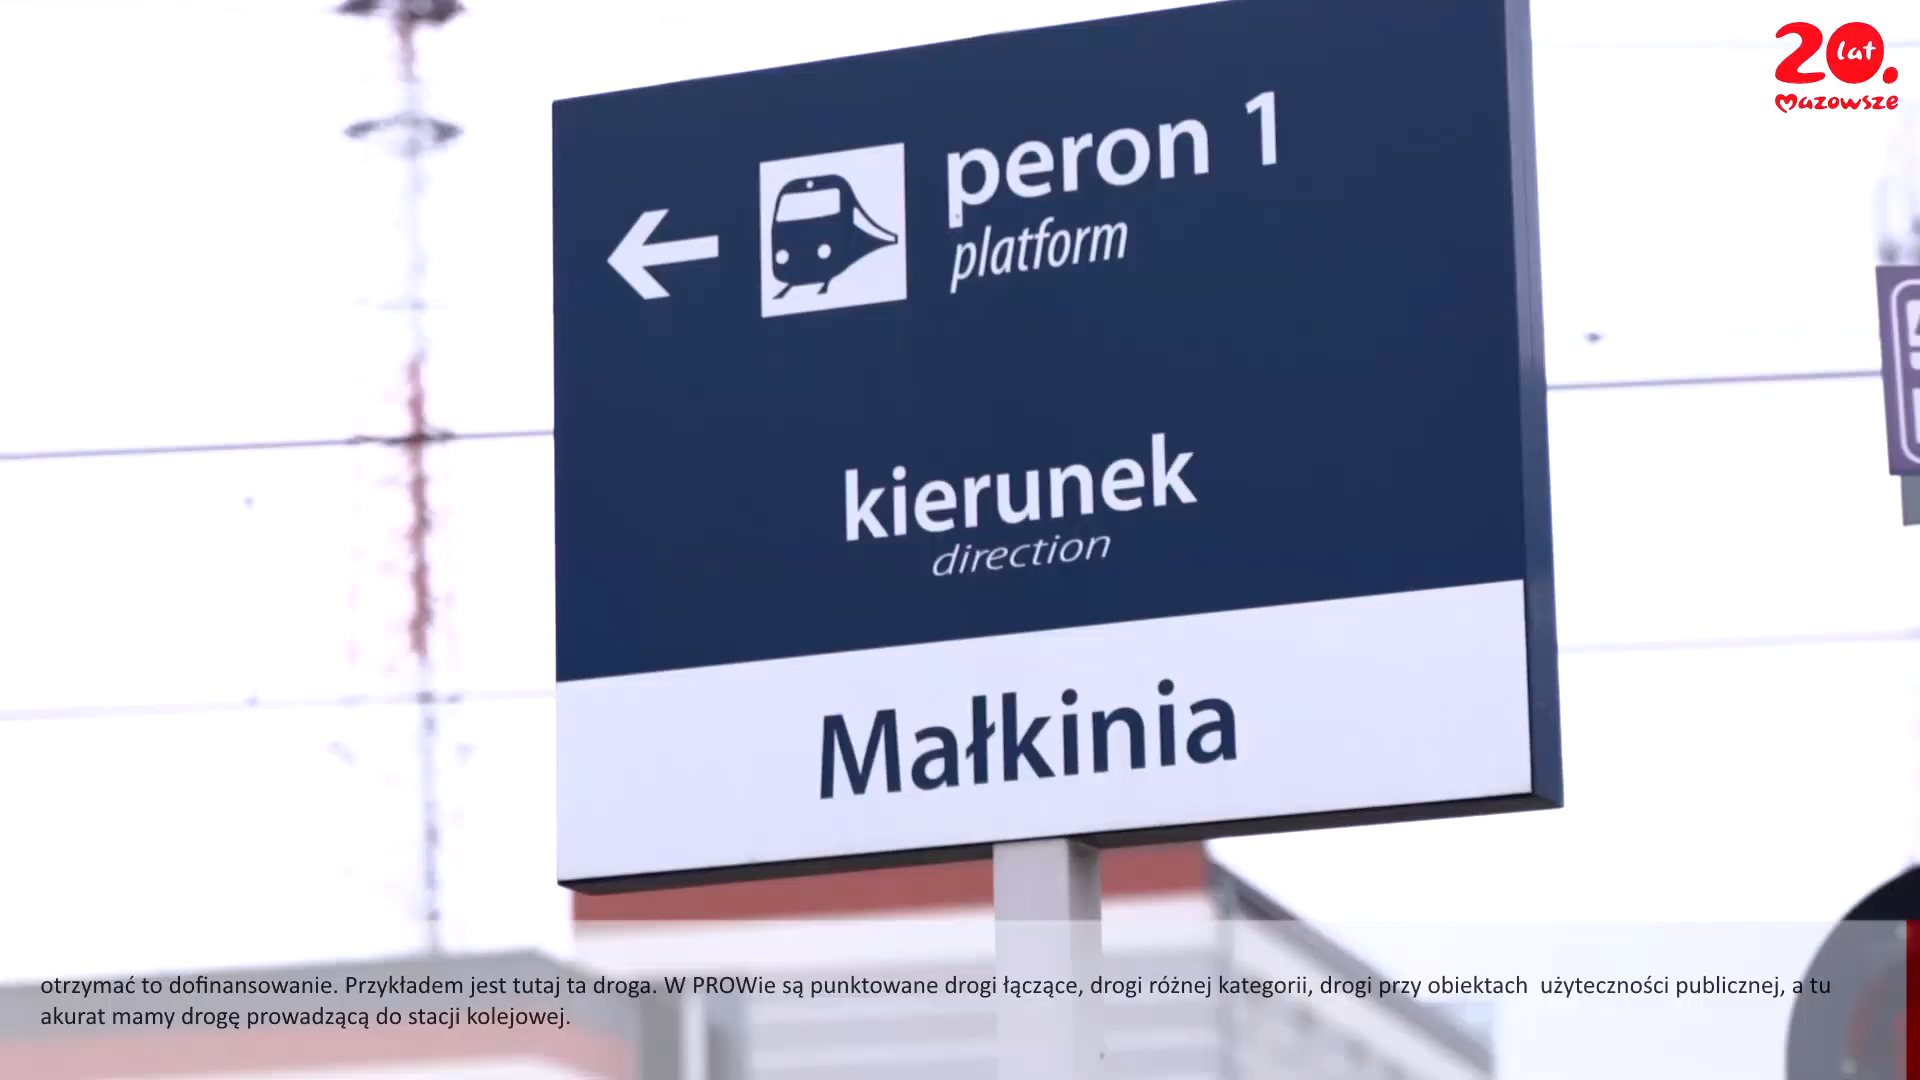 20 lat.
Mazowsze
peron 1
platform
kierunek
direction
Małkinia
otrzymać to dofinansowanie. Przykładem jest tutaj ta droga. W PROWie są punktowane drogi łączące, drogi różnej kategorii, drogi przy obiektach  użyteczności publicznej, a tu
akurat mamy drogę prowadzącą do stacji kolejowej.